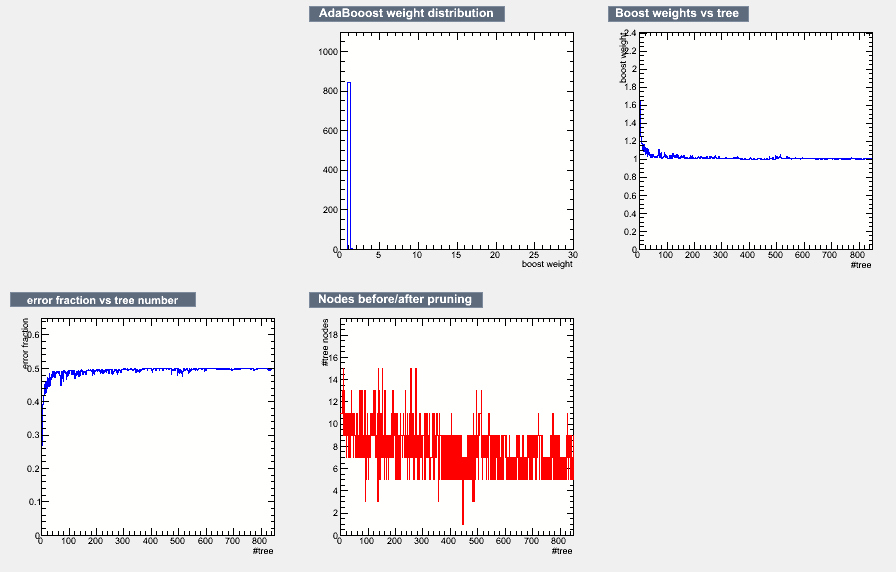 AdaBooost weight distribution
1000
800
600
400
200
0
0 5 10 15 20 25 30
boost weight
Boost weights vs tree
boost weight
2.4
2.2
2
1.8
1.6
1.4
1.2
1
0.8
0.6
0.4
0.2
0
0 100 200 300 400 500 600 700 800
#tree
error fraction vs tree number
error fraction
0.6
0.5
0.4
0.3
0.2
0.1
0
0 100 200 300 400 500 600 700 800
#tree
Nodes before/after pruning
#tree nodes
18
16
14
12
10
8
6
4
2
0
0 100 200 300 400 500 600 700 800
#tree